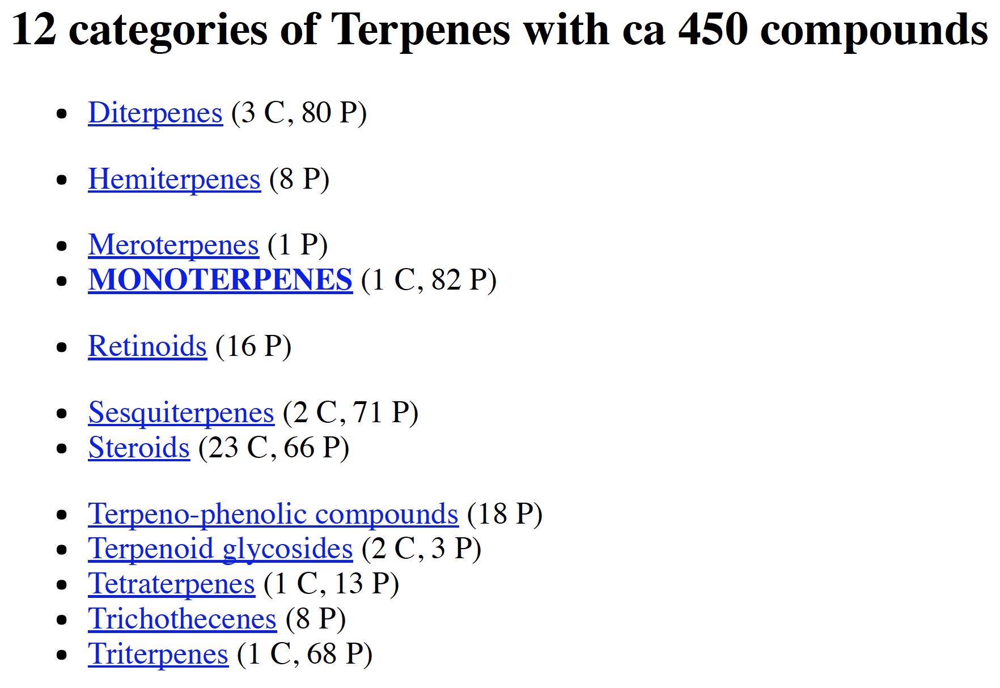 12 categories of Terpenes with ca 450 compounds
• Diterpenes (3 C, 80 P)
• Hemiterpenes (8 P)
• Meroterpenes (1 P)
• MONOTERPENES (1 C, 82 P)
• Retinoids (16 P)
• Sesquiterpenes (2 C, 71 P)
• Steroids (23 C, 66 P)
• Terpeno-phenolic compounds (18 P)
• Terpenoid glycosides (2 C, 3 P)
• Tetraterpenes (1 C, 13 P)
• Trichothecenes (8 P)
• Triterpenes (1 C, 68 P)